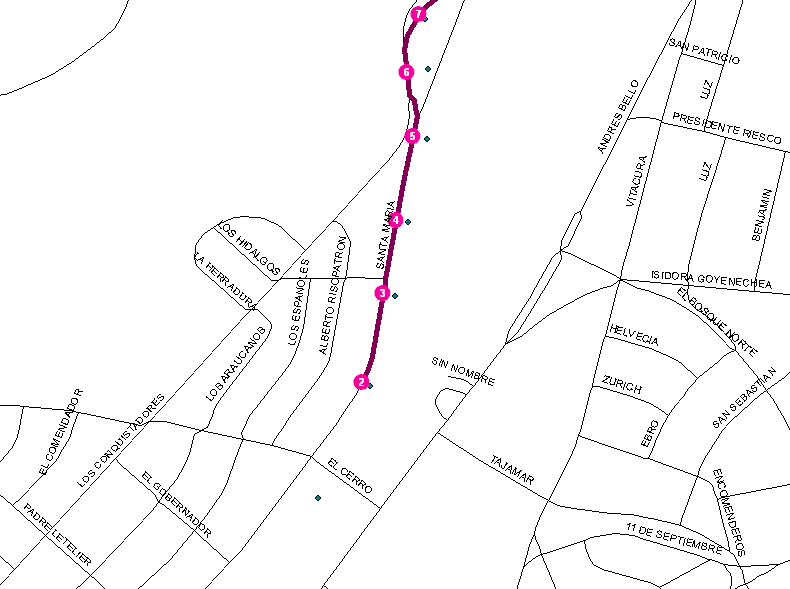 7
SAN PATRICIO
6
LUZ
ANDRES BELLO
PRESIDENTE RIESCO
5
VITACURA
LUZ
BENJAMIN
LOS HIDALGOS
SANTA MARIA
4
LA HERRADURA
LOS ESPAÑOLES
ALBERTO RISOPATRON
3
ISIDORA GOYENECHEA
EL BOSQUE NORTE
HELVECIA
LOS ARAUCANOS
2
SIN NOMBRE
ZURICH
SAN SEBASTIAN
EL COMENDADOR
LOS CONQUISTADORES
EBRO
EL GOBERNADOR
EL CERRO
TAJAMAR
ENCOMENDEROS
PADRE LETELIER
11 DE SEPTIEMBRE